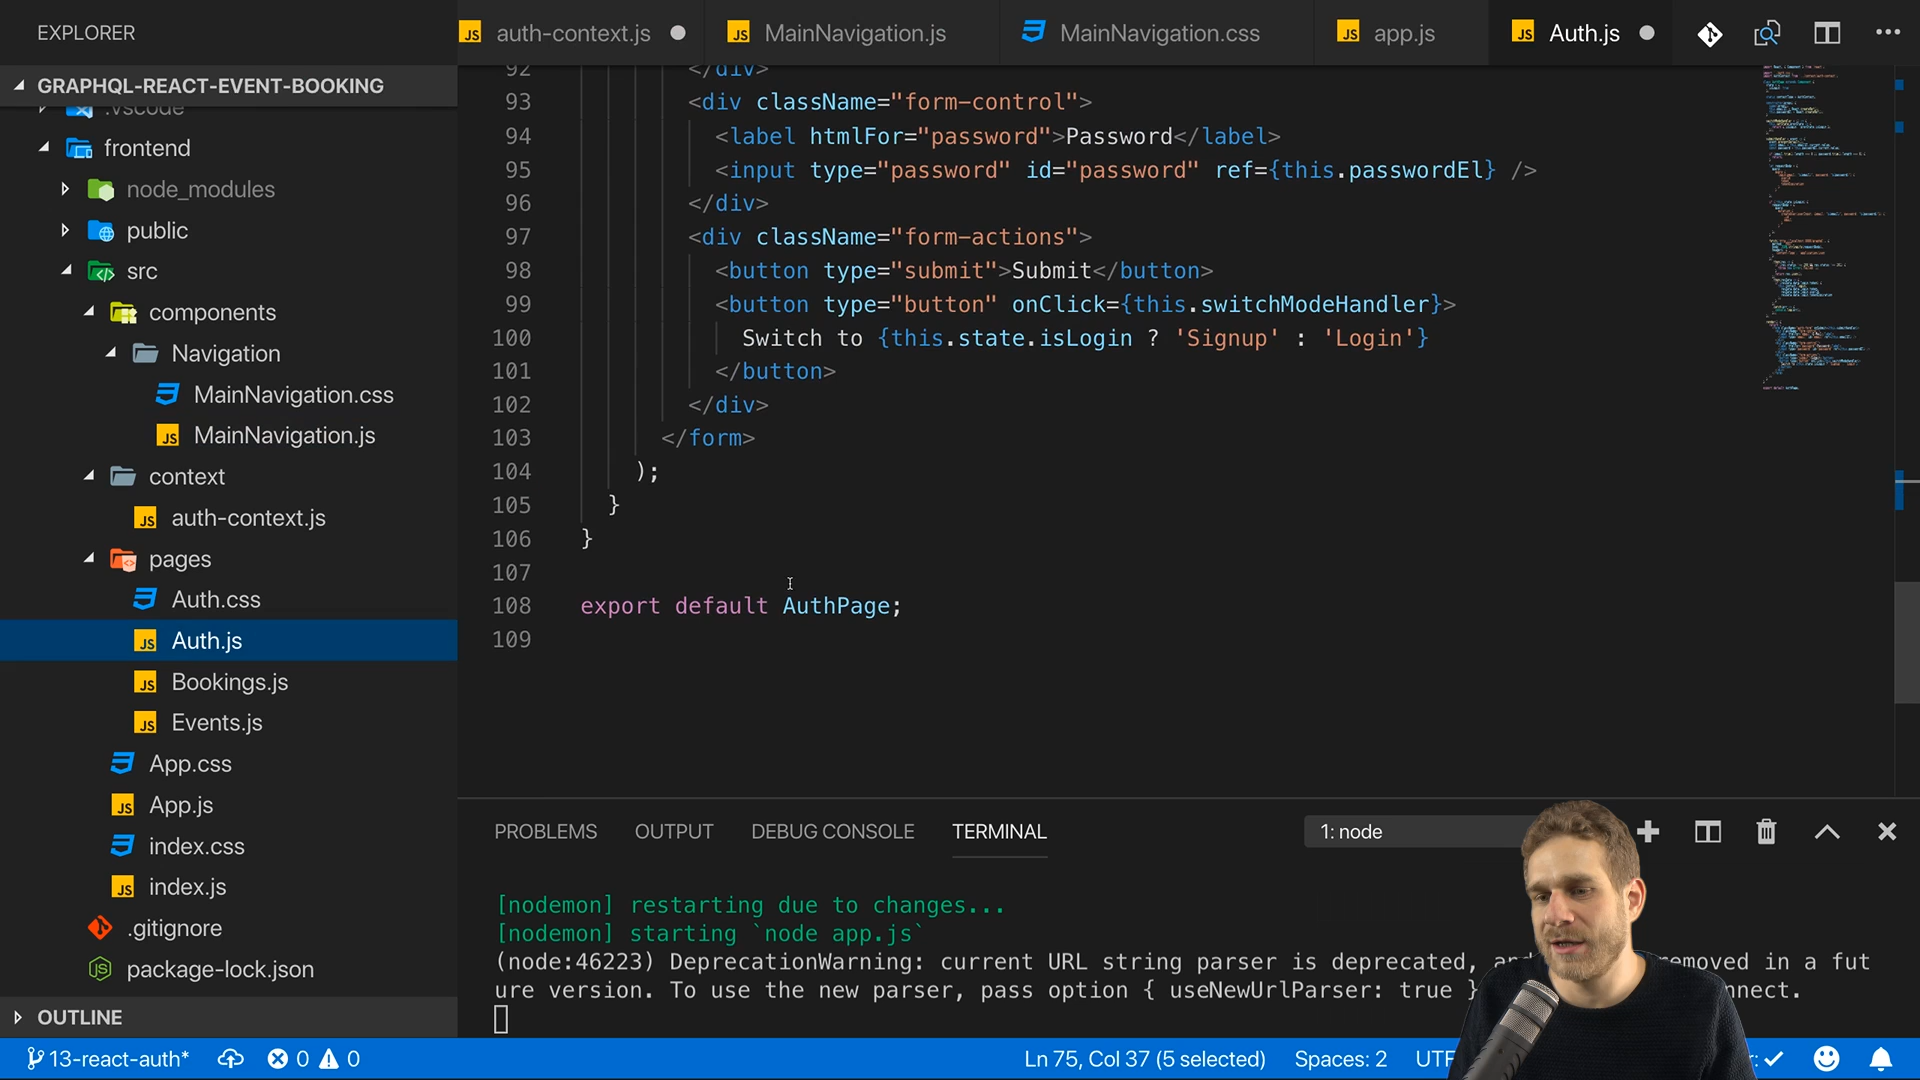 EXPLORER
auth-context.js
MainNavigation.js
MainNavigation.css
app.js
Auth.js
GRAPHQL-REACT-EVENT-BOOKING
.vscode
frontend
node_modules
public
src
components
Navigation
MainNavigation.css
MainNavigation.js
context
auth-context.js
pages
Auth.css
Auth.js
Bookings.js
Events.js
App.css
App.js
index.css
index.js
.gitignore
package-lock.json
OUTLINE
92 </div>
93 <div className="form-control">
94 <label htmlFor="password">Password</label>
95 <input type="password" id="password" ref={this.passwordEl} />
96 </div>
97 <div className="form-actions">
98 <button type="submit">Submit</button>
99 <button type="button" onClick={this.switchModeHandler}>
100 Switch to {this.state.isLogin ? 'Signup' : 'Login'}
101 </button>
102 </div>
103 </form>
104 );
105 }
106 }
107
108 export default AuthPage;
109
PROBLEMS OUTPUT DEBUG CONSOLE TERMINAL
1: node
[nodemon] restarting due to changes...
[nodemon] starting `node app.js`
(node:46223) DeprecationWarning: current URL string parser is deprecated, removed in a fut
ure version. To use the new parser, pass option { useNewUrlParser: true }
13-react-auth* 0 0
Ln 75, Col 37 (5 selected) Spaces: 2